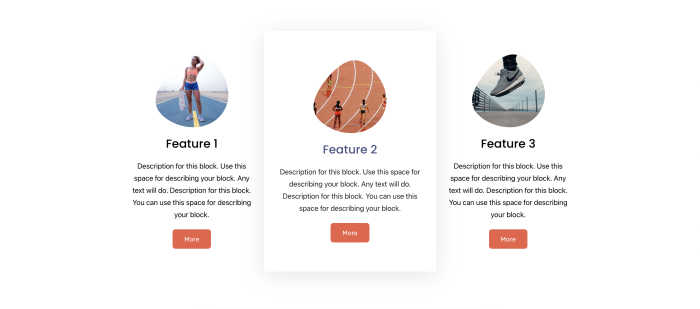 Feature 1
Description for this block. Use this
space for describing your block. Any
text will do. Description for this block.
You can use this space for describing
your block.
More
Feature 2
Description for this block. Use this space for
describing your block. Any text will do.
Description for this block. You can use this
space for describing your block.
More
Feature 3
Description for this block. Use this
space for describing your block. Any
text will do. Description for this block.
You can use this space for describing
your block.
More